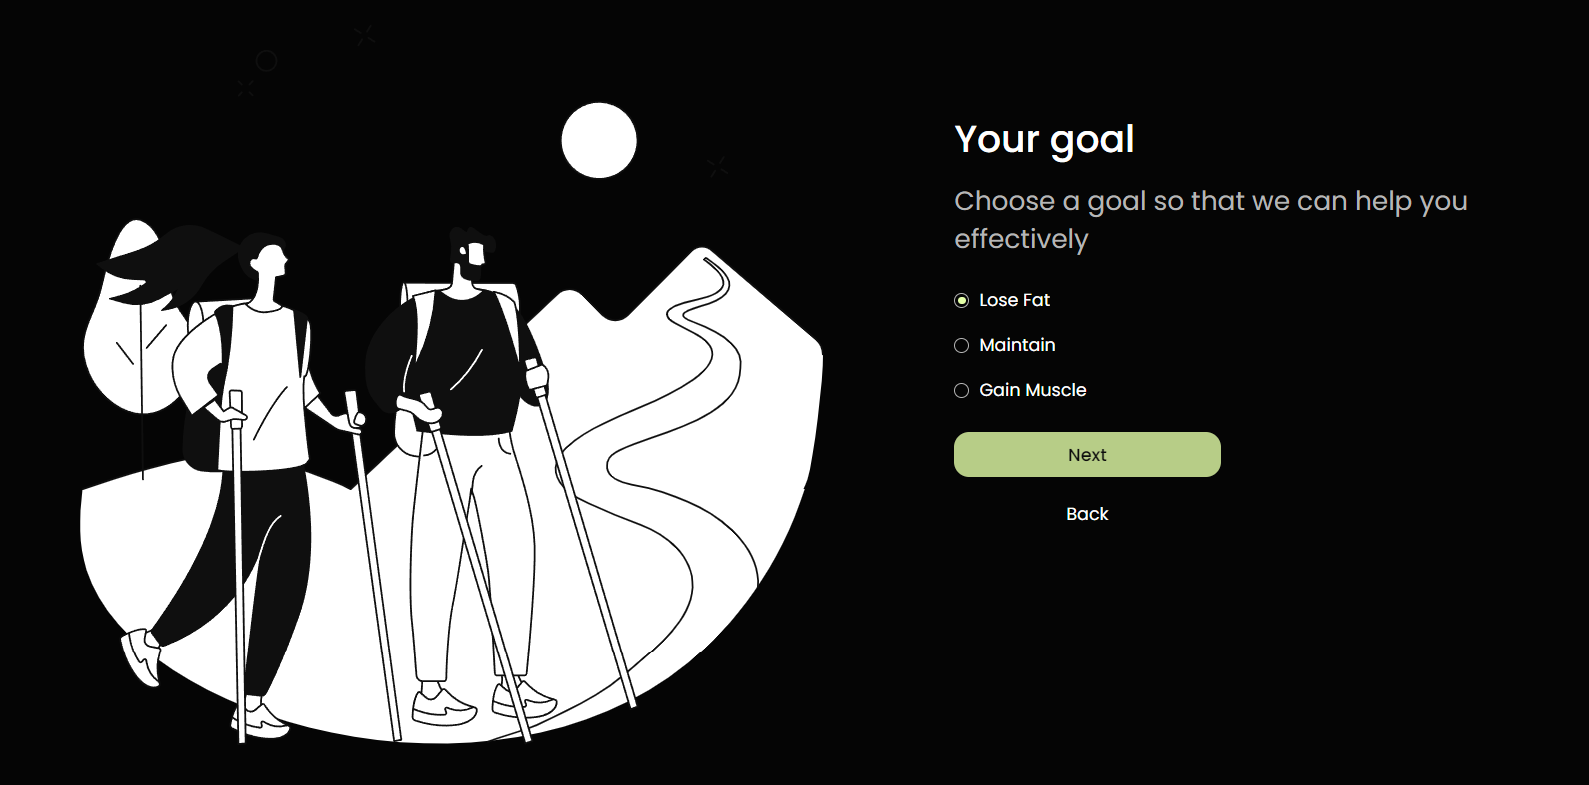 Your goal
Choose a goal so that we can help you
effectively
Lose Fat
Maintain
Gain Muscle
Next
Back